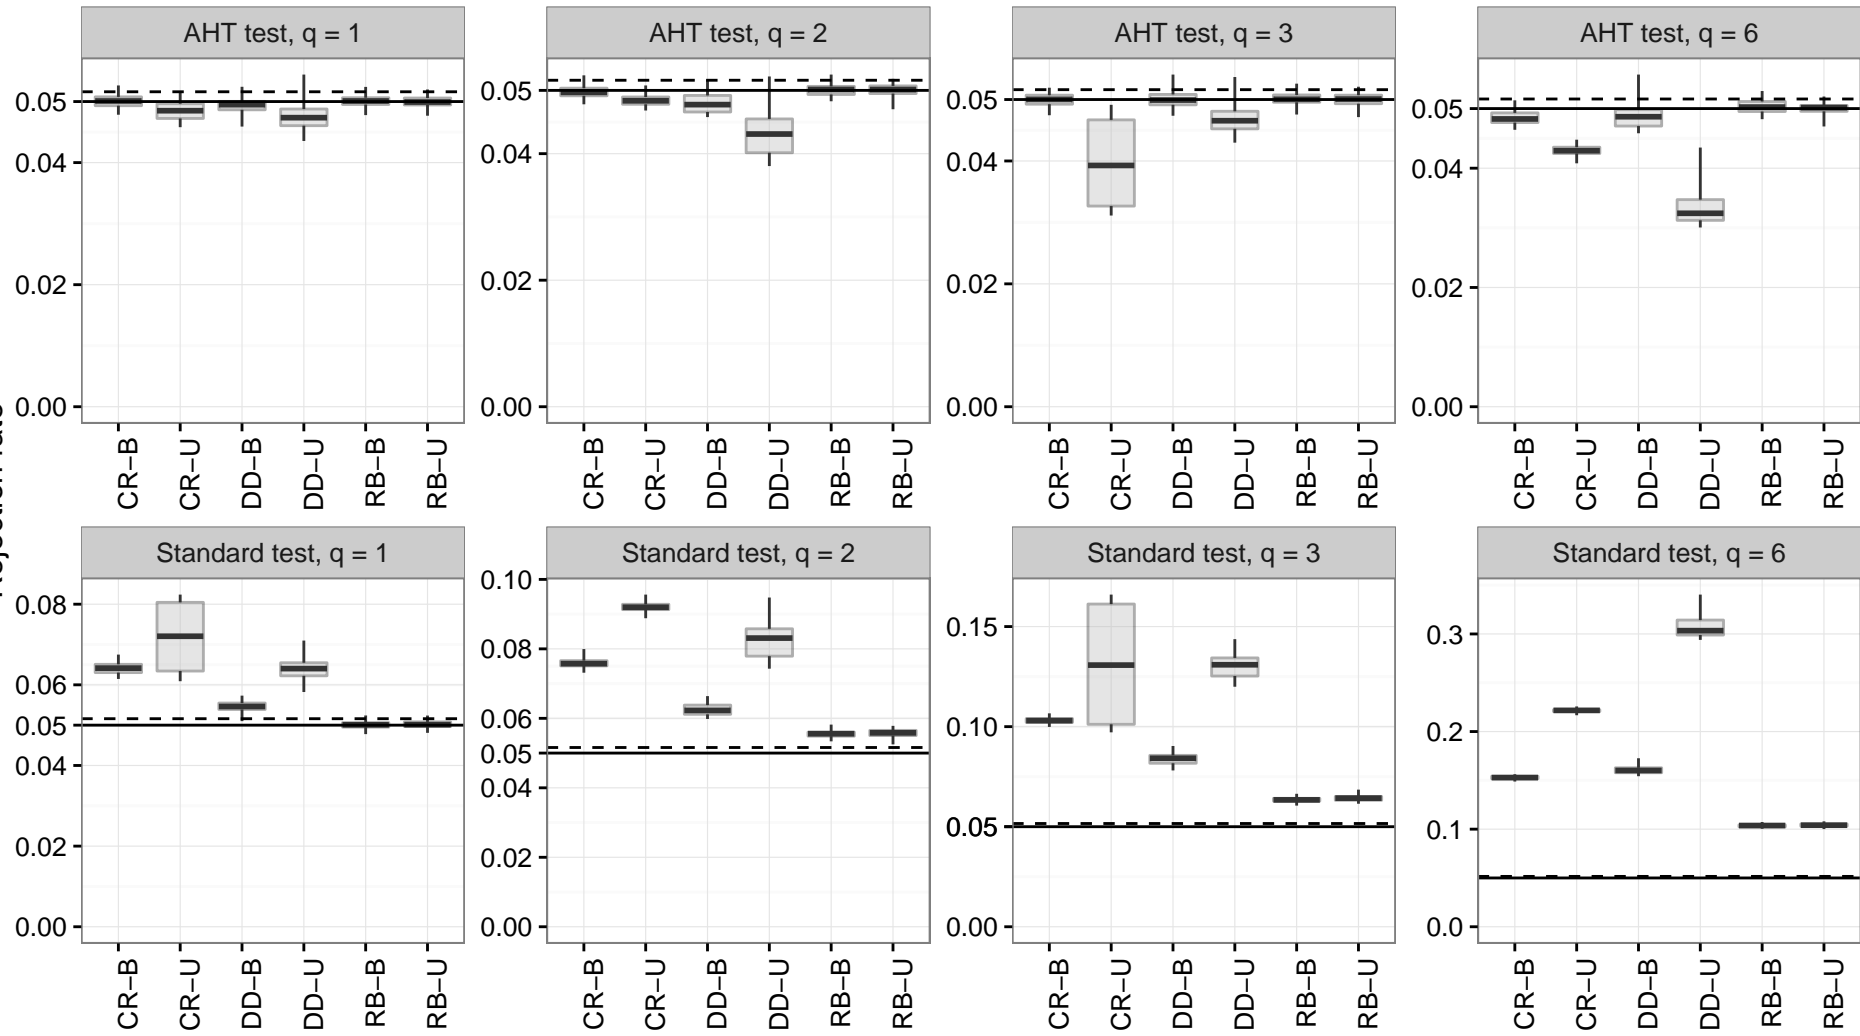 AHT test, q = 1
AHT test, q = 2
AHT test, q = 3
AHT test, q = 6
0.05
0.04
0.02
0.00
0.05
0.04
0.02
0.00
0.05
0.04
0.02
0.00
0.05
0.04
0.02
0.00
CR−B
CR−U
DD−B
DD−U
RB−B
RB−U
CR−B
CR−U
DD−B
DD−U
RB−B
RB−U
CR−B
CR−U
DD−B
DD−U
RB−B
RB−U
CR−B
CR−U
DD−B
DD−U
RB−B
RB−U
Standard test, q = 1
Standard test, q = 2
Standard test, q = 3
Standard test, q = 6
0.08
0.06
0.05
0.04
0.02
0.00
0.10
0.08
0.06
0.05
0.04
0.02
0.00
0.15
0.10
0.05
0.00
0.3
0.2
0.1
0.0
CR−B
CR−U
DD−B
DD−U
RB−B
RB−U
CR−B
CR−U
DD−B
DD−U
RB−B
RB−U
CR−B
CR−U
DD−B
DD−U
RB−B
RB−U
CR−B
CR−U
DD−B
DD−U
RB−B
RB−U